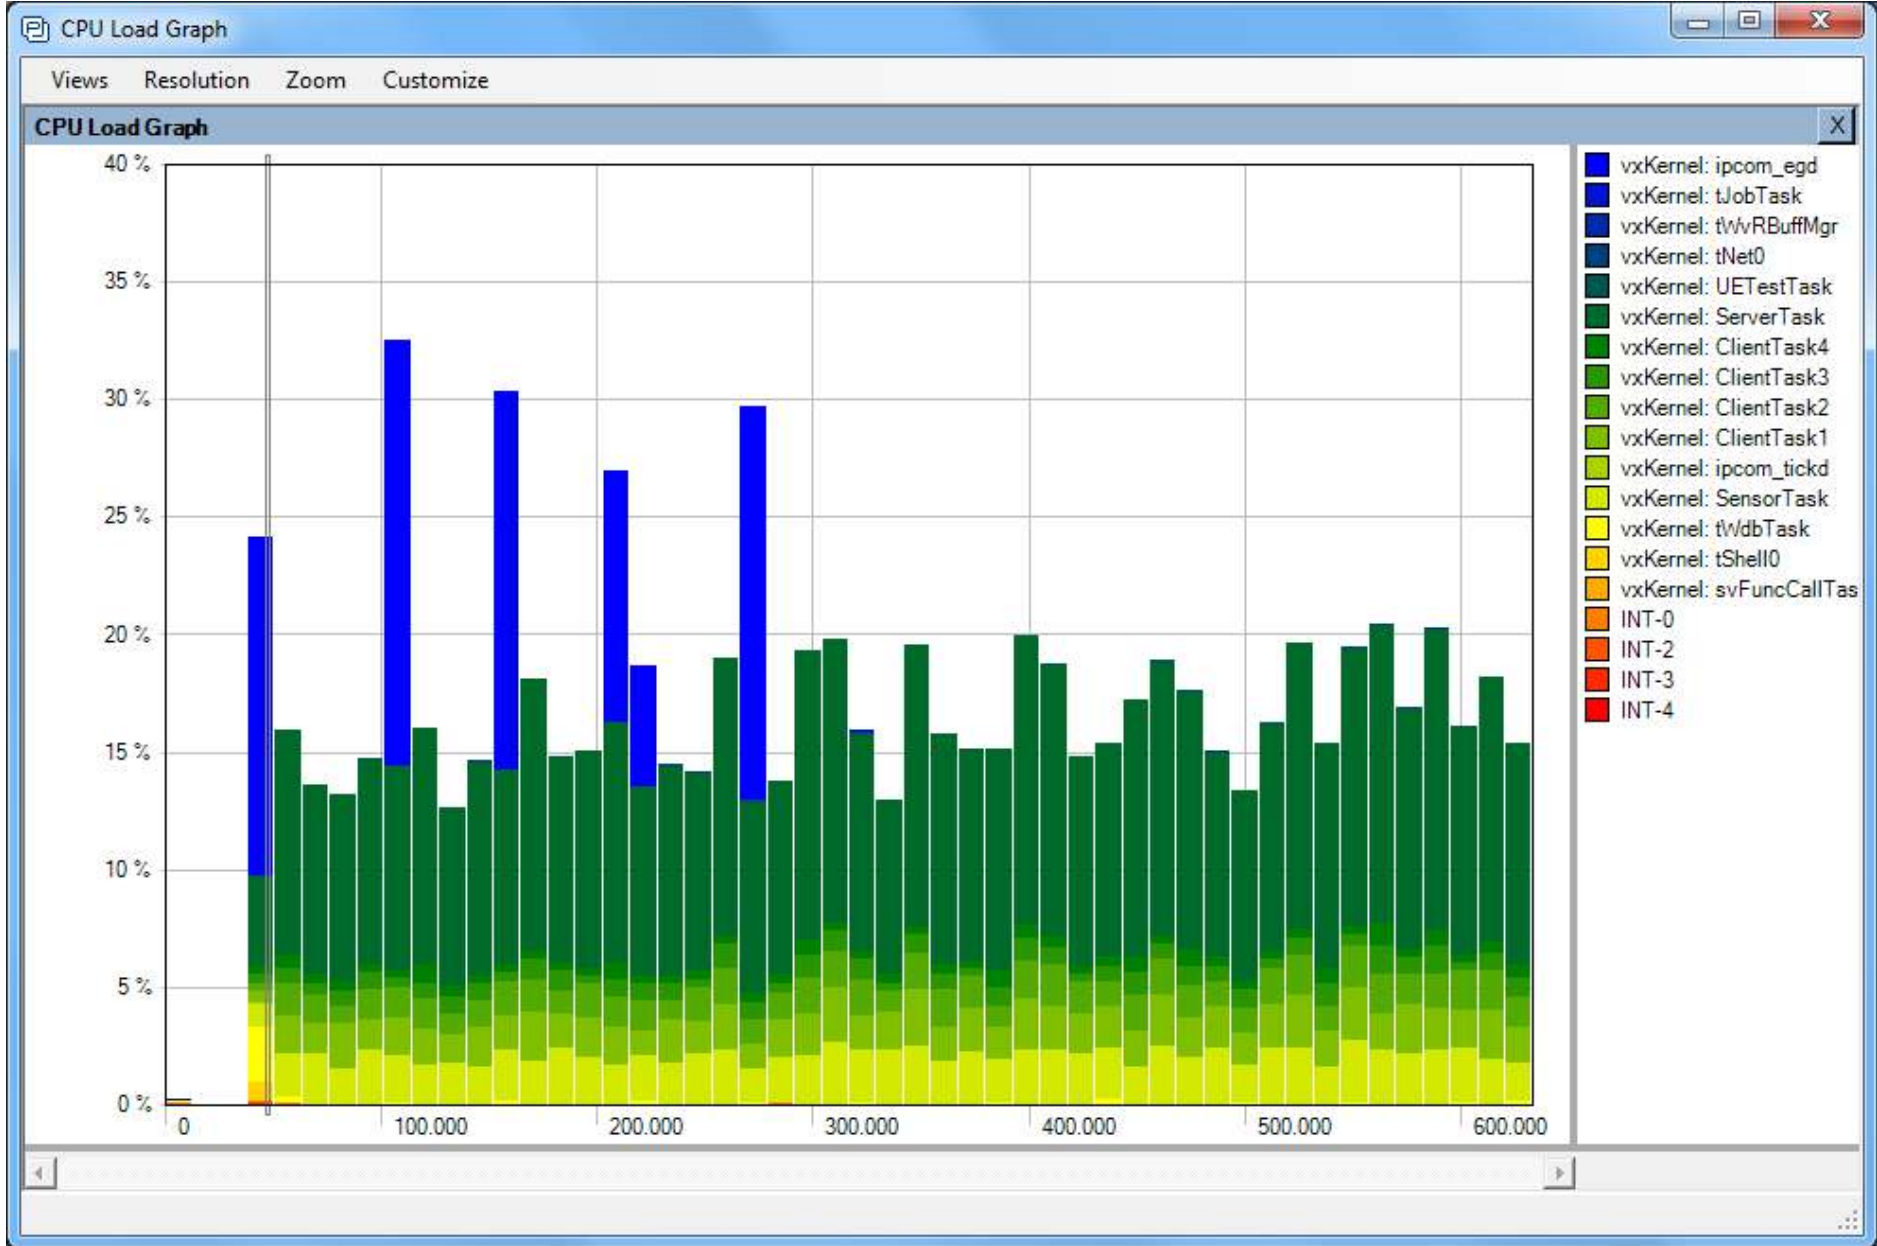 CPU Load Graph
Views Resolution Zoom Customize
CPU Load Graph X
40 %
35 %
30 %
25 %
20 %
15 %
10 %
5 %
0 %
0 100.000 200.000 300.000 400.000 500.000 600.000
vxKernel: ipcom_egd
vxKernel: tJobTask
vxKernel: tWvRBuffMgr
vxKernel: tNet0
vxKernel: UETestTask
vxKernel: ServerTask
vxKernel: ClientTask4
vxKernel: ClientTask3
vxKernel: ClientTask2
vxKernel: ClientTask1
vxKernel: ipcom_tickd
vxKernel: SensorTask
vxKernel: tWdbTask
vxKernel: tShell0
vxKernel: svFuncCallTas
INT-0
INT-2
INT-3
INT-4